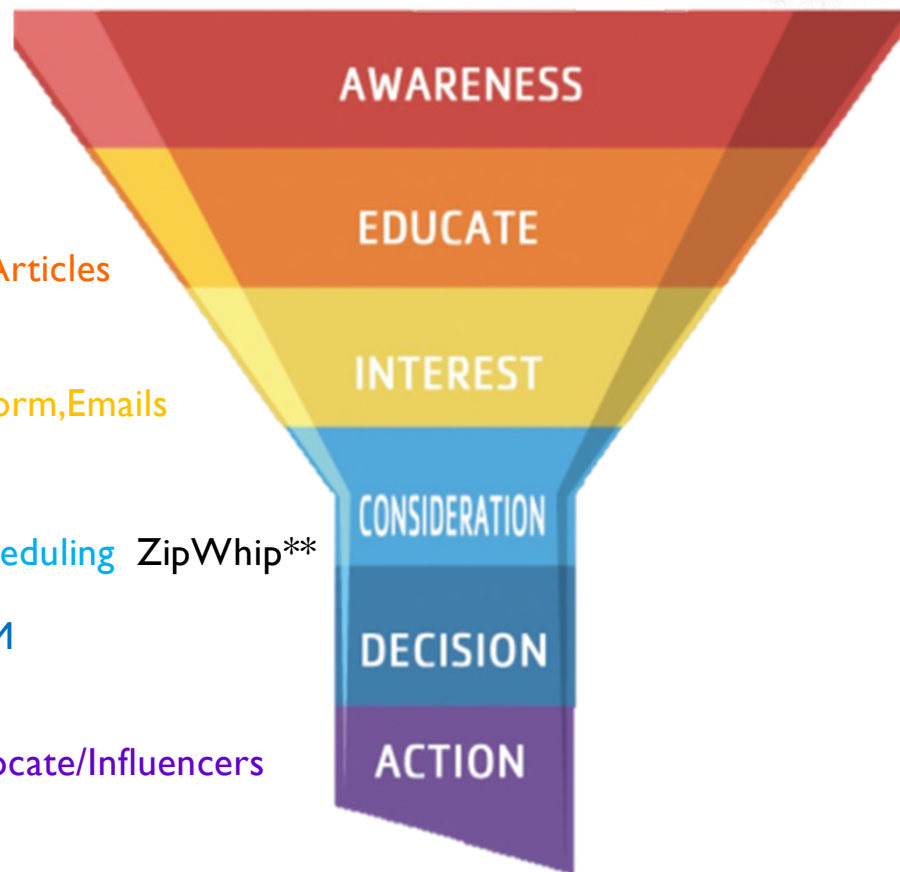 AWARENESS
EDUCATE
Articles
INTEREST
orm,Emails
CONSIDERATION
eduling ZipWhip**
DECISION
M
ACTION
ocate/Influencers